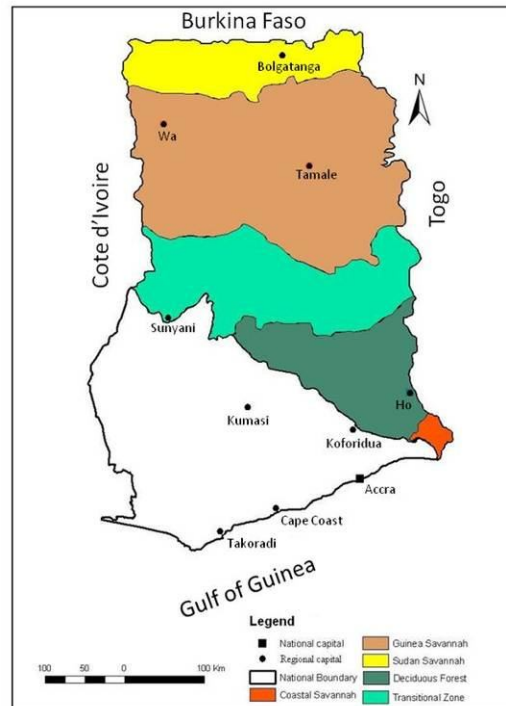 Burkina Faso
Bolgatanga
N
Wa
Tamale
Cote d'Ivoire
Togo
Sunyani
Ho
Kumasi
Koforidua
Accra
Cape Coast
Takoradi
Gulf of Guinea
Legend
National capital
Guinea Savannah
Regional capital
Sudan Savannah
National Boundary
Deciduous Forest
Coastal Savannah
Transitional Zone
100 50 0 100 Km